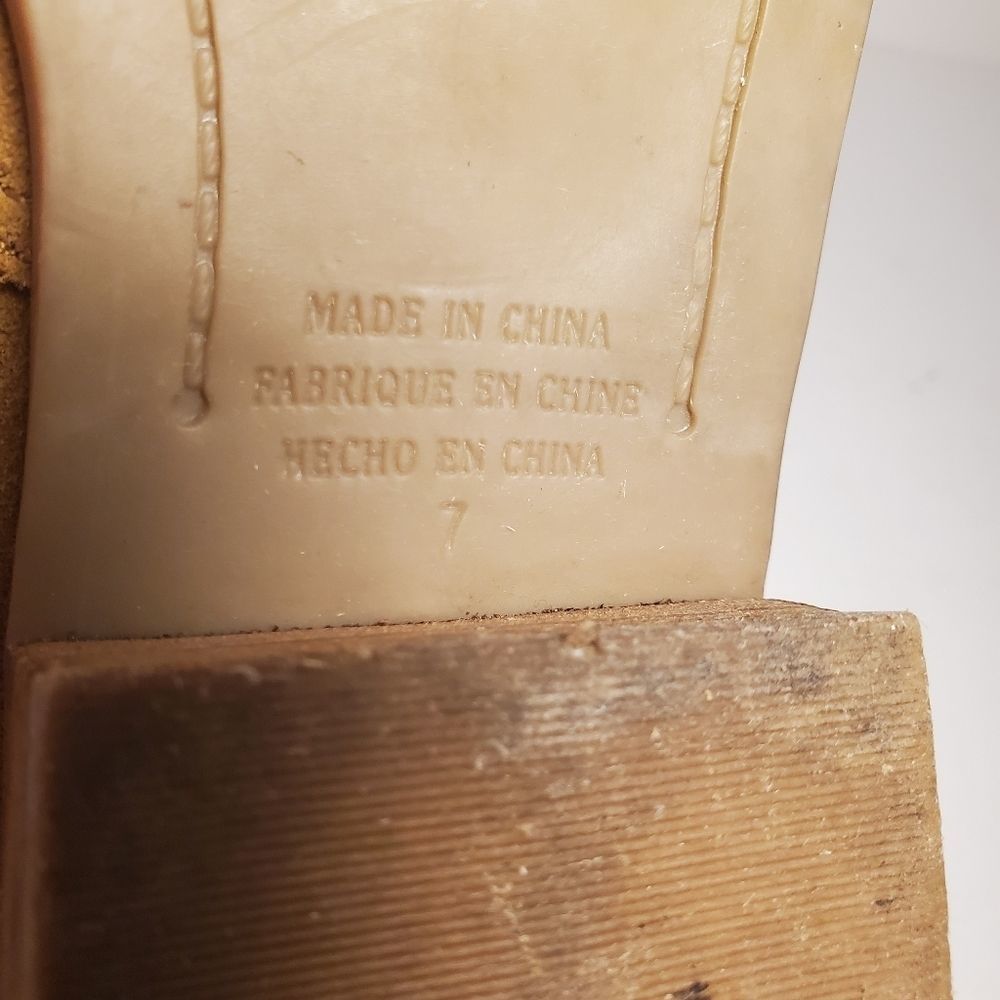 MADE IN CHINA
FABRIQUE EN CHINE
HECHO EN CHINA
7